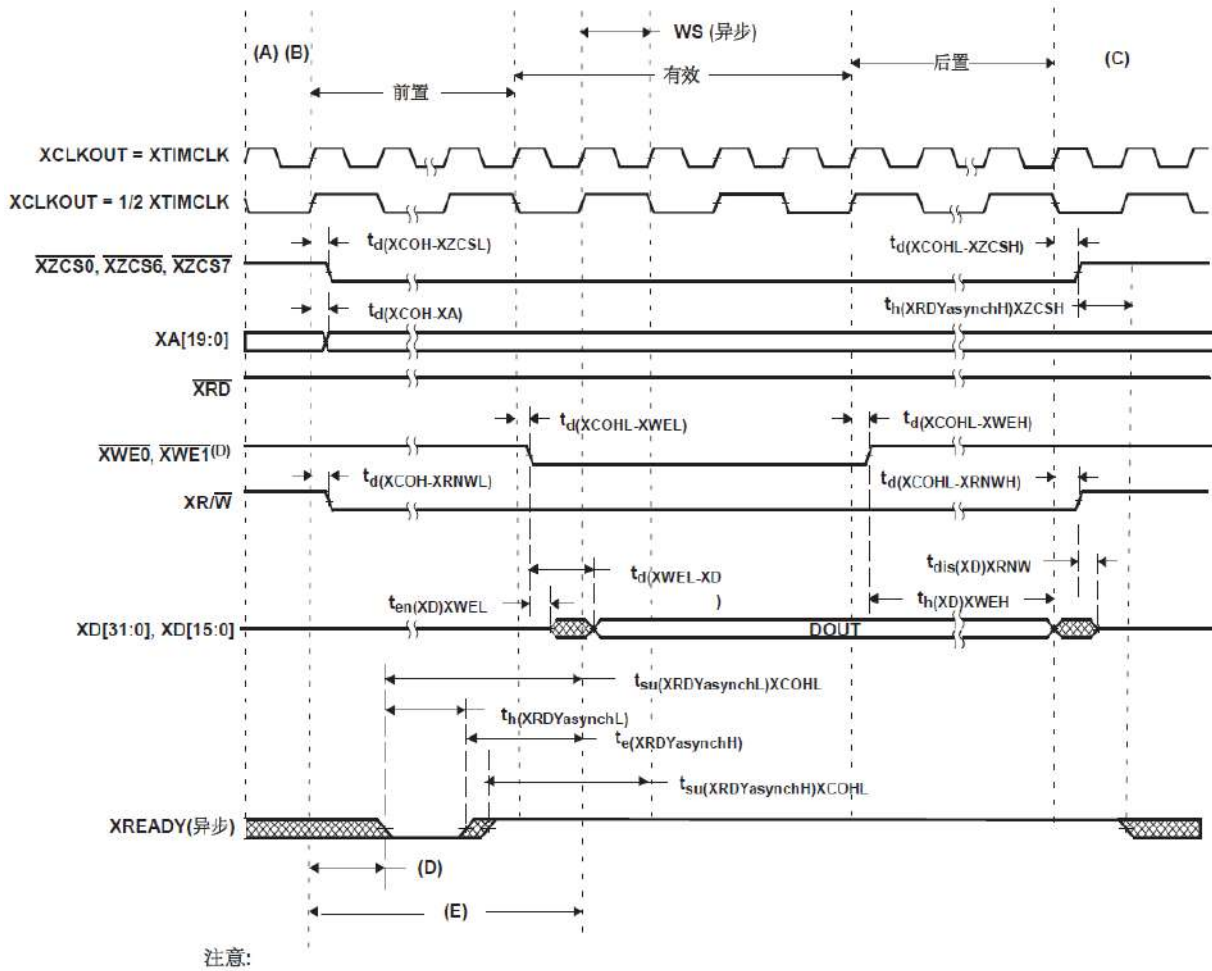 WS (异步)
(A) (B)
(C)
后置
有效
前置
XCLKOUT = XTIMCLK
XCLKOUT = 1/2 XTIMCLK
td(XCOH-XZCSL)
td(XCOHL-XZCSH)
XZCS0, XZCS6, XZCS7
td(XCOH-XA)
th(XRDYasynchH)XZCSH
XA[19:0]
XRD
td(XCOHL-XWEL)
td(XCOHL-XWEH)
XWE0, XWE1(D)
td(XCOH-XRNWL)
td(XCOHL-XRNWH)
XR/W
tdis(XD)XRNW
td(XWEL-XD
)
ten(XD)XWEL
th(XD)XWEH
XD[31:0], XD[15:0]
DOUT
tsu(XRDYasynchL)XCOHL
th(XRDYasynchL)
te(XRDYasynchH)
tsu(XRDYasynchH)XCOHL
XREADY(异步)
(D)
(E)
注意: